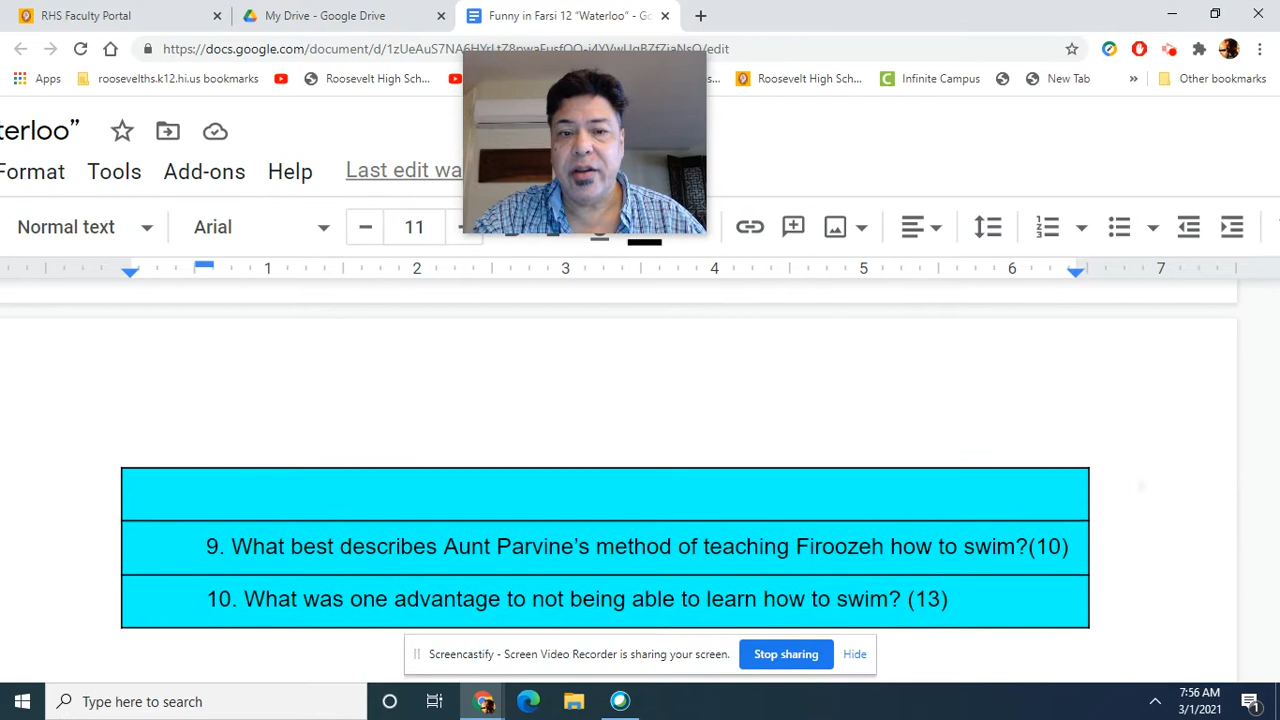 RHS Faculty Portal
My Drive - Google Drive
Funny in Farsi 12 "Waterloo" - Go
Apps
roosevelths.k12.hi.us bookmarks
Roosevelt High Sch...
Roosevelt High Sch...
Infinite Campus
New Tab
Other bookmarks
terloo”
Format
Tools
Add-ons
Help
Last edit wa
Normal text
Arial
11
1 2 3 4 5 6 7
9. What best describes Aunt Parvine’s method of teaching Firoozeh how to swim?(10)
10. What was one advantage to not being able to learn how to swim? (13)
Screencastify - Screen Video Recorder is sharing your screen.
Stop sharing
Hide
Type here to search
7:56 AM
3/1/2021